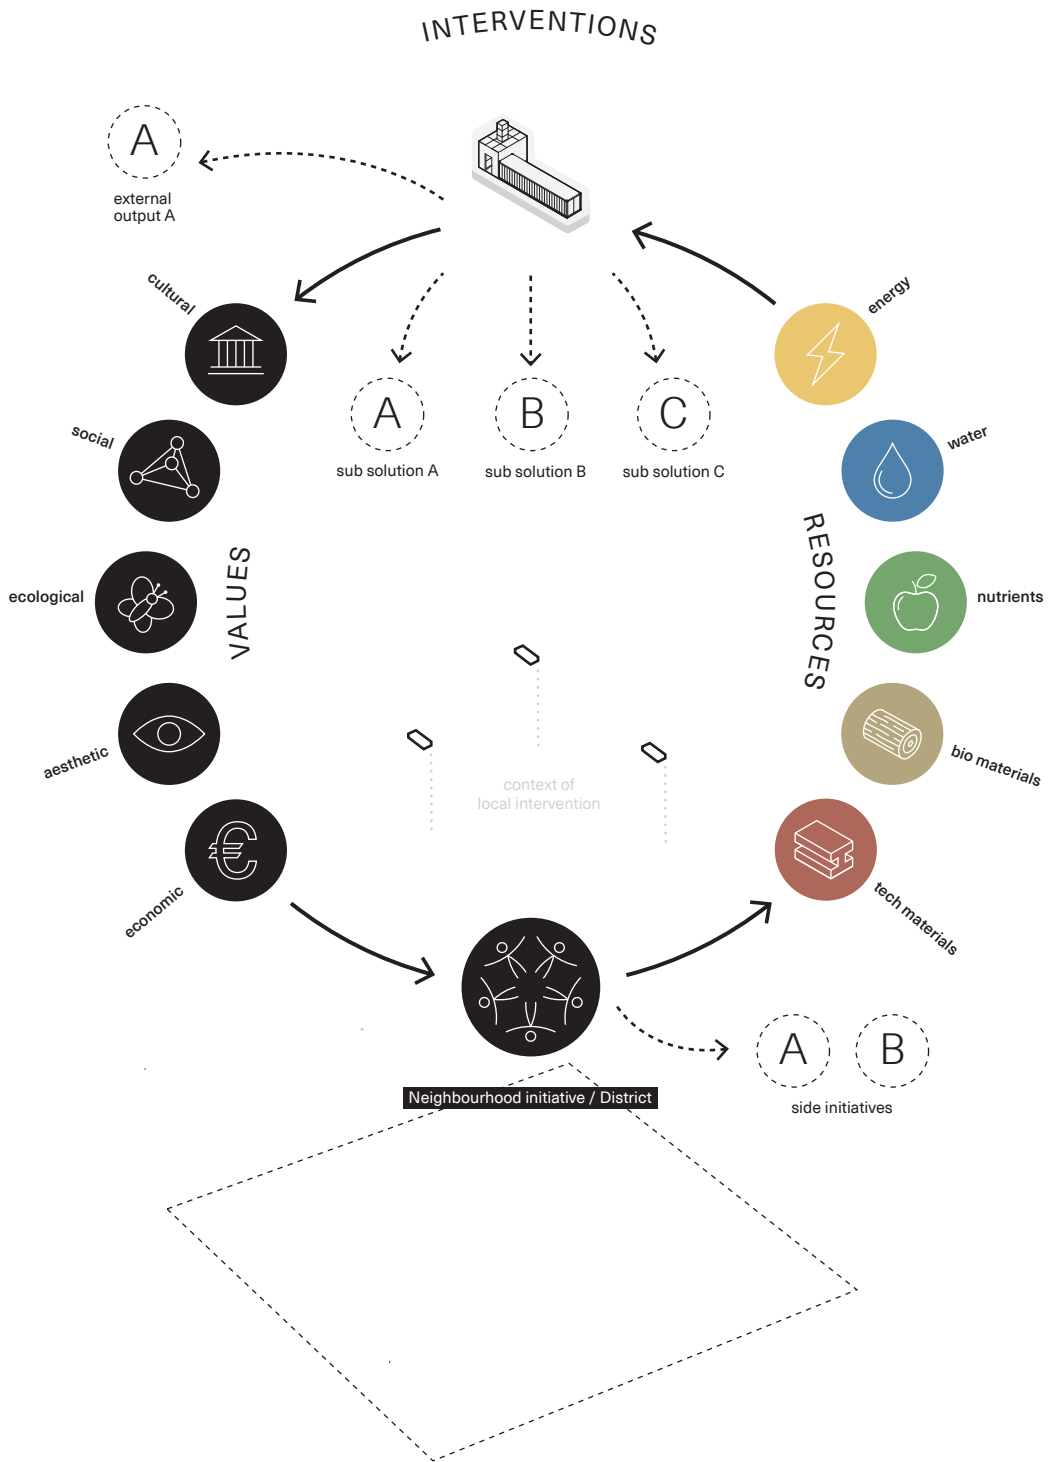 INTERVENTIONS
A
external
output A
cultural
energy
A
B
C
sub solution A
sub solution B
sub solution C
social
water
ecological
VALUES
RESOURCES
nutrients
aesthetic
bio materials
context of
local intervention
€
economic
tech materials
Neighbourhood initiative / District
A
B
side initiatives